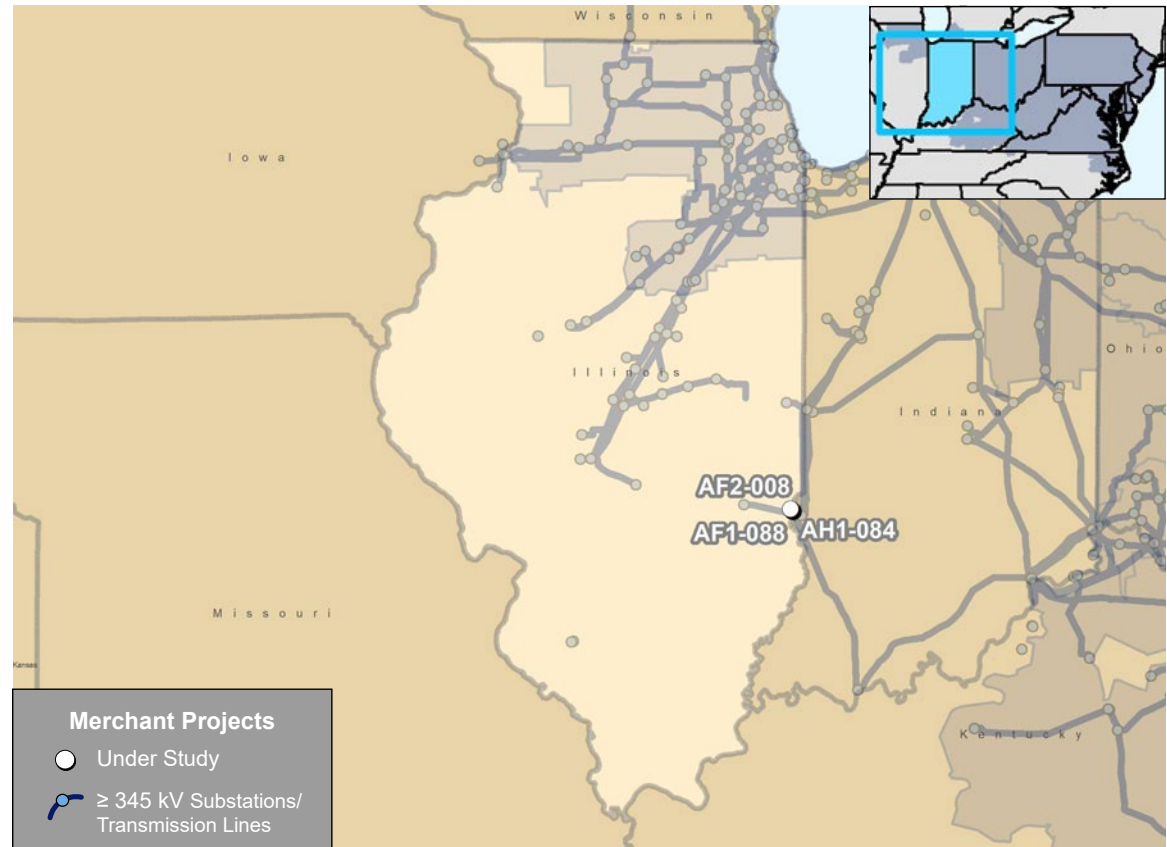 Wisconsin
Iowa
Ohio
Illinois
Indiana
AF2-008
AF1-088 AH1-084
Missouri
Kansas
Kentucky
Merchant Projects
Under Study
≥ 345 kV Substations/
Transmission Lines